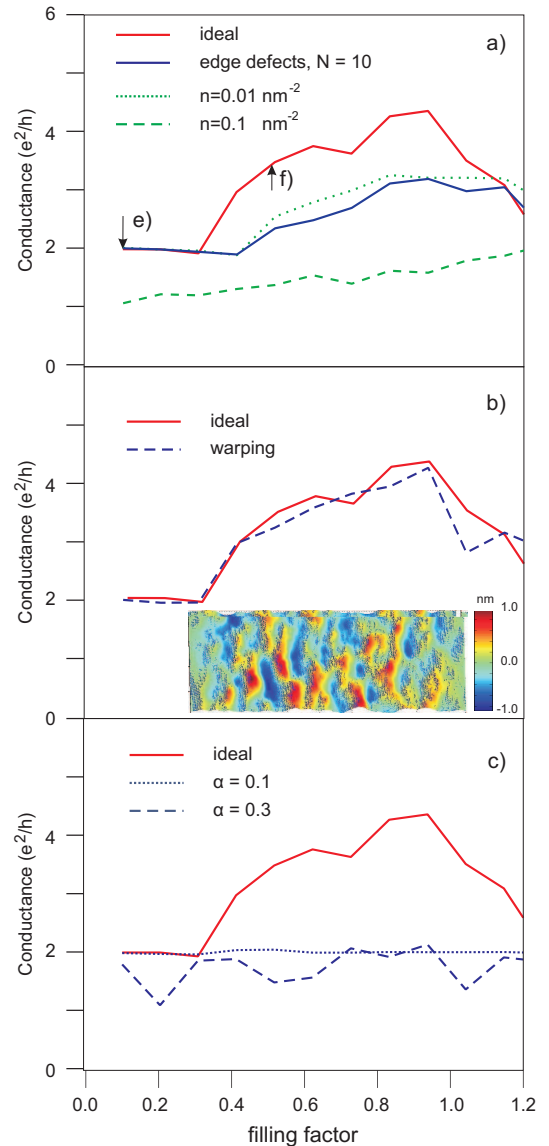 6
ideal
a)
edge defects, N = 10
n=0.01 nm-2
n=0.1 nm-2
4
f)
e)
2
0
Conductance (e2/h)
b)
ideal
warping
4
2
nm
1.0
0.0
-1.0
0
Conductance (e2/h)
ideal
c)
α = 0.1
α = 0.3
4
2
0
Conductance (e2/h)
0.0 0.2 0.4 0.6 0.8 1.0 1.2
filling factor